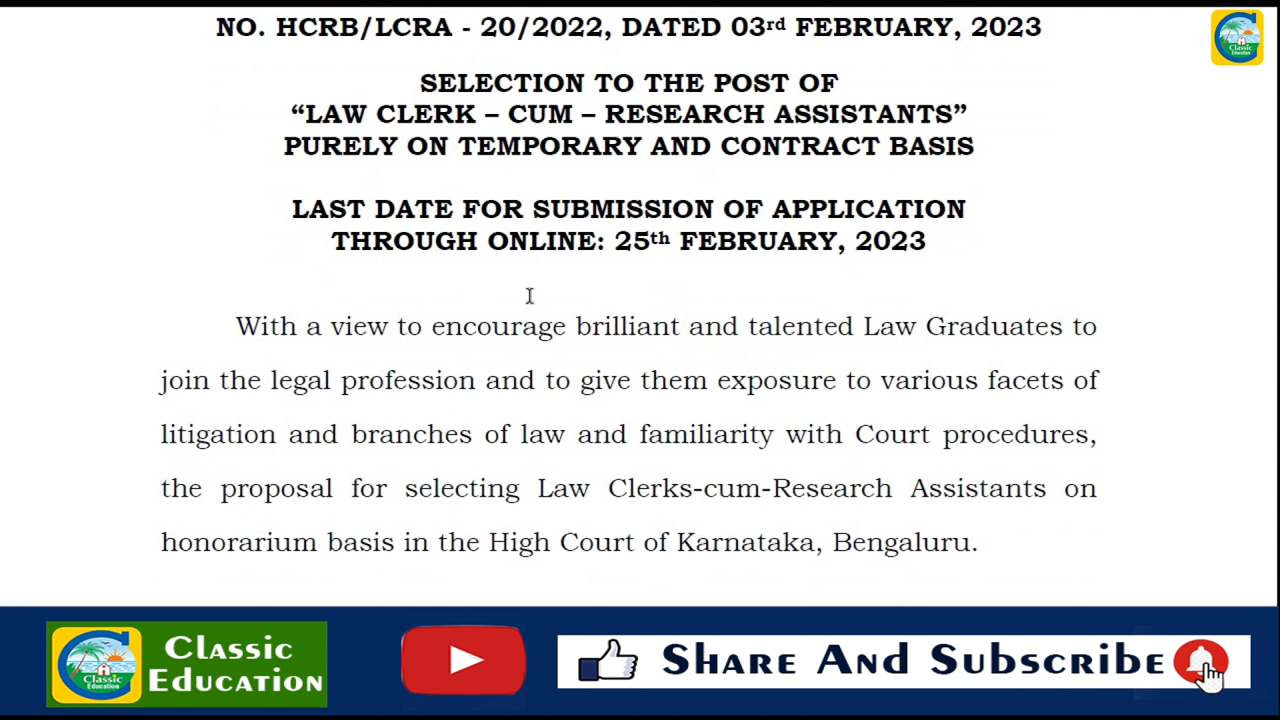 NO. HCRB/LCRA - 20/2022, DATED 03rd FEBRUARY, 2023
Classic
Education
SELECTION TO THE POST OF
“LAW CLERK – CUM – RESEARCH ASSISTANTS”
PURELY ON TEMPORARY AND CONTRACT BASIS
LAST DATE FOR SUBMISSION OF APPLICATION
THROUGH ONLINE: 25th FEBRUARY, 2023
With a view to encourage brilliant and talented Law Graduates to
join the legal profession and to give them exposure to various facets of
litigation and branches of law and familiarity with Court procedures,
the proposal for selecting Law Clerks-cum-Research Assistants on
honorarium basis in the High Court of Karnataka, Bengaluru.
Classic
Education
Classic
Education
Share And Subscribe